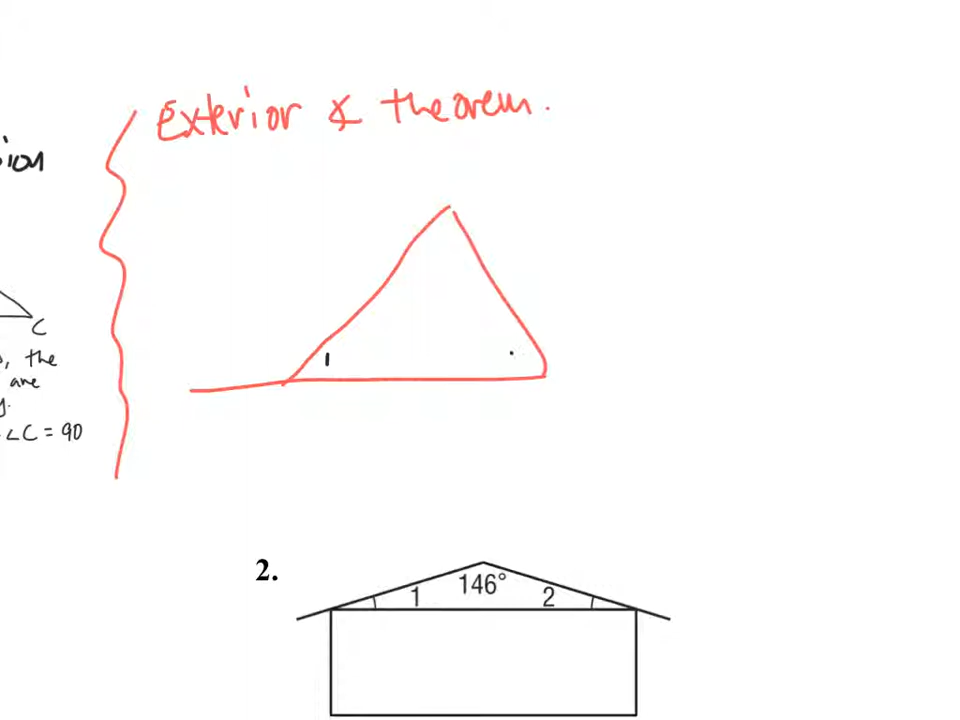 Exterior ∡ theorem.
ion
C
, the
are
y.
∠C = 90
1
2.
146°
1
2